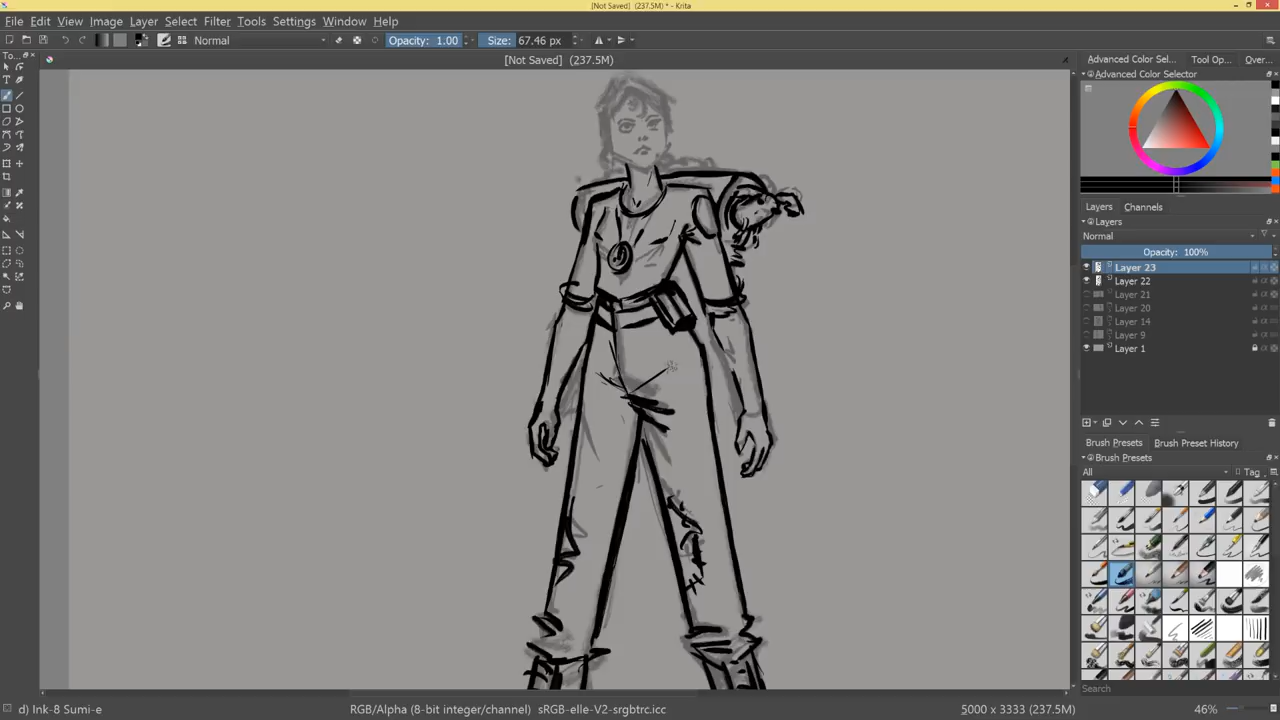 [Not Saved] (237.5M) * - Krita
File Edit View Image Layer Select Filter Tools Settings Window Help
Normal
Opacity: 1.00
Size: 67.46 px
To...
[Not Saved] (237.5M)
Advanced Color Sel...
Tool Op...
Over...
Advanced Color Selector
Layers
Channels
Layers
Normal
Opacity: 100%
Layer 23
Layer 22
Layer 21
Layer 20
Layer 14
Layer 9
Layer 1
Brush Presets
Brush Preset History
Brush Presets
All
Tag
Search
d) Ink-8 Sumi-e
RGB/Alpha (8-bit integer/channel) sRGB-elle-V2-srgbtrc.icc
5000 x 3333 (237.5M)
46%